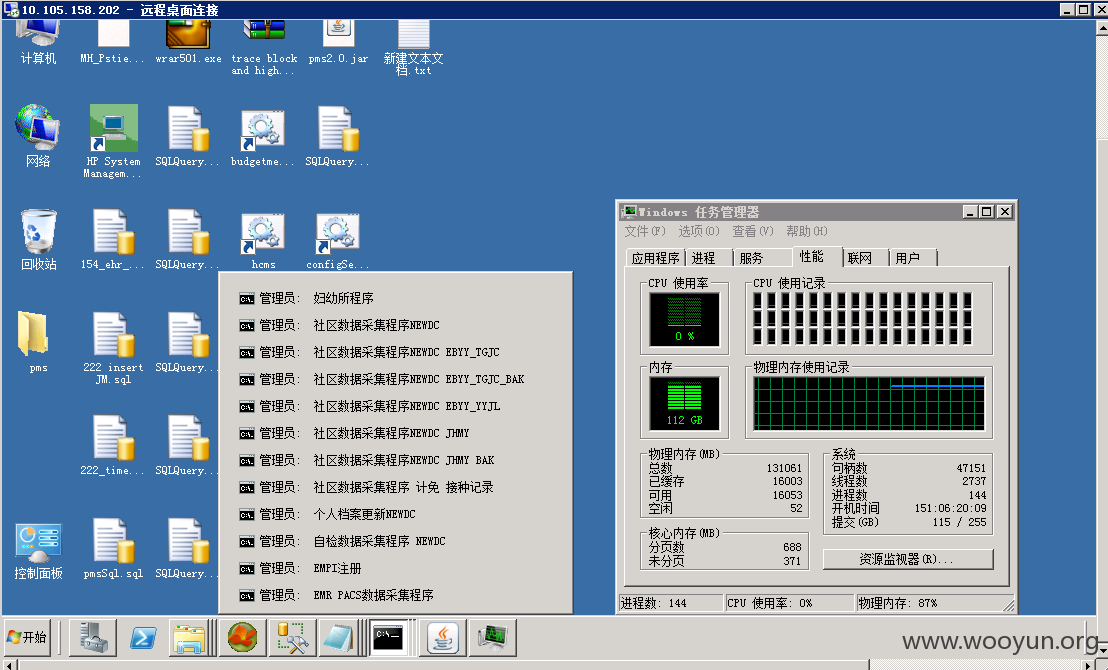 10.105.158.202 - 远程桌面连接
计算机
MH_Pstie...
wrar501.exe
trace block
and high...
pms2.0.jar
新建文本文
档.txt
网络
HP System
Managem...
SQLQuery...
budgetme...
SQLQuery...
回收站
154_ehr_...
SQLQuery...
hcms
configSe...
pms
222 insert
JM.sql
SQLQuery...
222_time...
SQLQuery...
控制面板
pmsSql.sql
SQLQuery...
管理员: 妇幼所程序
管理员: 社区数据采集程序NEWDC
管理员: 社区数据采集程序NEWDC EBYY_TGJC
管理员: 社区数据采集程序NEWDC EBYY_TGJC_BAK
管理员: 社区数据采集程序NEWDC EBYY_YYJL
管理员: 社区数据采集程序NEWDC JHMY
管理员: 社区数据采集程序NEWDC JHMY BAK
管理员: 社区数据采集程序 计免 接种记录
管理员: 个人档案更新NEWDC
管理员: 自检数据采集程序 NEWDC
管理员: EMPI注册
管理员: EMR PACS数据采集程序
Windows 任务管理器
文件(F) 选项(O) 查看(V) 帮助(H)
应用程序 进程 服务 性能 联网 用户
CPU 使用率
CPU 使用记录
0 %
内存
物理内存使用记录
112 GB
物理内存(MB)
总数 131061
已缓存 16003
可用 16053
空闲 52
核心内存(MB)
分页数 688
未分页 371
系统
句柄数 47151
线程数 2737
进程数 144
开机时间 151:06:20:09
提交(GB) 115 / 255
资源监视器(R)...
进程数: 144 CPU 使用率: 0% 物理内存: 87%
开始
www.wooyun.org